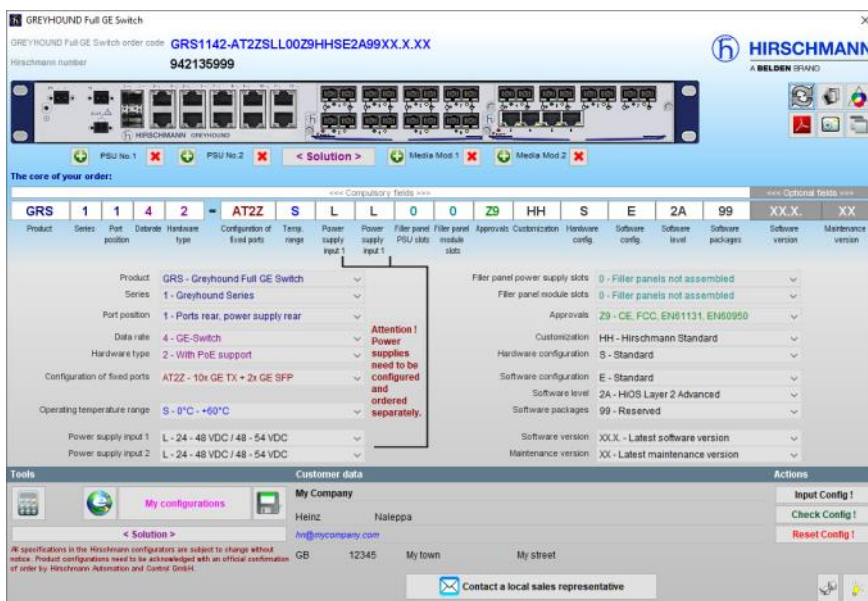 GREYHOUND Full GE Switch
GREYHOUND Full GE Switch order code GRS1142-AT2ZSLL00Z9HHSE2A99XX.X.XX
Hirschmann number 942135999
HIRSCHMANN
A BELDEN BRAND
HIRSCHMANN GREYHOUND
PSU No.1 PSU No.2 < Solution > Media Mod 1 Media Mod.2
The core of your order:
<<< Compulsory fields >>> <<< Optional fields >>>
GRS 1 1 4 2 - AT2Z S L L 0 0 Z9 HH S E 2A 99 XX.X. XX
Product Series Port position Datarate Hardware type Configuration of fixed ports Temp. range Power supply input 1 Power supply input 1 Filler panel PSU slots Filler panel module slots Approvals Customization Hardware config. Software config. Software level Software packages Software version Maintenance version
Product GRS - Greyhound Full GE Switch
Series 1 - Greyhound Series
Port position 1 - Ports rear, power supply rear
Data rate 4 - GE-Switch
Hardware type 2 - With PoE support
Configuration of fixed ports AT2Z - 10x GE TX + 2x GE SFP
Operating temperature range S - 0°C - +60°C
Power supply input 1 L - 24 - 48 VDC / 48 - 54 VDC
Power supply input 2 L - 24 - 48 VDC / 48 - 54 VDC
Attention !
Power
supplies
need to be
configured
and
ordered
separately.
Filler panel power supply slots 0 - Filler panels not assembled
Filler panel module slots 0 - Filler panels not assembled
Approvals Z9 - CE, FCC, EN61131, EN60950
Customization HH - Hirschmann Standard
Hardware configuration S - Standard
Software configuration E - Standard
Software level 2A - HiOS Layer 2 Advanced
Software packages 99 - Reserved
Software version XX.X. - Latest software version
Maintenance version XX - Latest maintenance version
Tools Customer data Actions
My configurations
< Solution >
All specifications in the Hirschmann configurators are subject to change without
notice. Product configurations need to be acknowledged with an official confirmation
of order by Hirschmann Automation and Control GmbH.
My Company
Heinz Naleppa
hn@mycompany.com
GB 12345 My town My street
Contact a local sales representative
Input Config !
Check Config !
Reset Config !